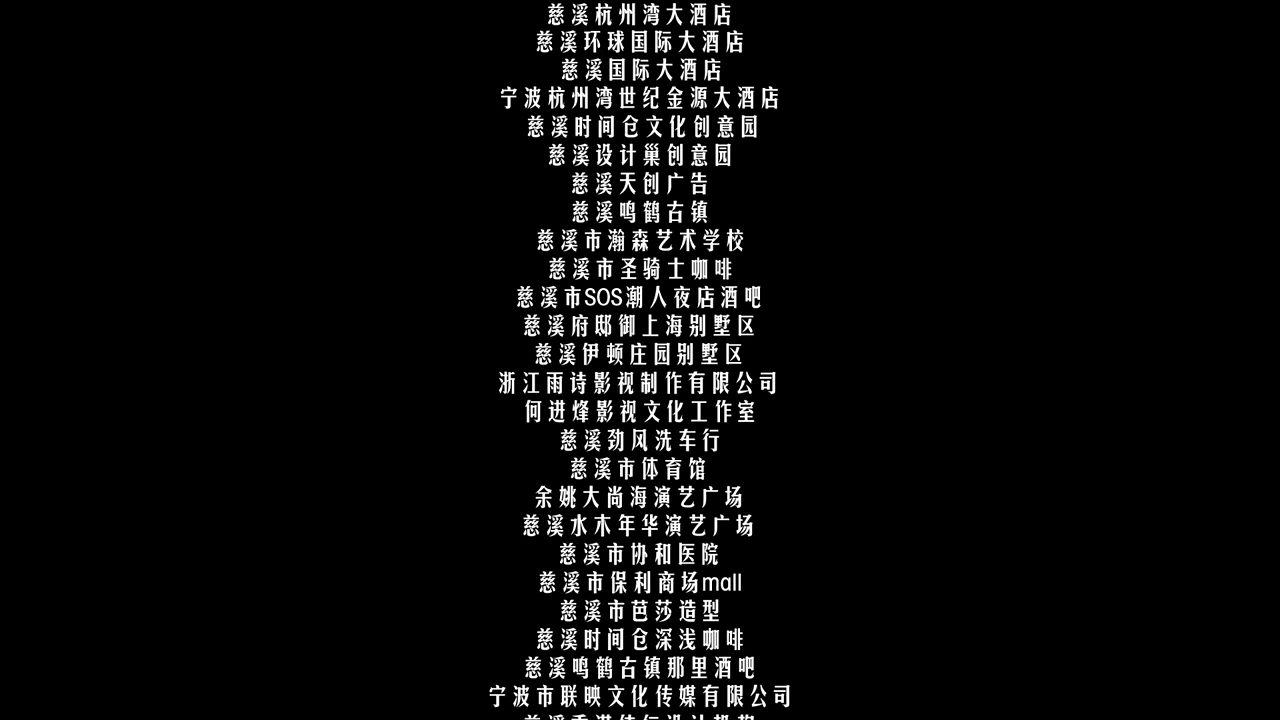 慈溪杭州湾大酒店
慈溪环球国际大酒店
慈溪国际大酒店
宁波杭州湾世纪金源大酒店
慈溪时间仓文化创意园
慈溪设计巢创意园
慈溪天创广告
慈溪鸣鹤古镇
慈溪市瀚森艺术学校
慈溪市圣骑士咖啡
慈溪市SOS潮人夜店酒吧
慈溪府邸御上海别墅区
慈溪伊顿庄园别墅区
浙江雨诗影视制作有限公司
何进烽影视文化工作室
慈溪劲风洗车行
慈溪市体育馆
余姚大尚海演艺广场
慈溪水木年华演艺广场
慈溪市协和医院
慈溪市保利商场mall
慈溪市芭莎造型
慈溪时间仓深浅咖啡
慈溪鸣鹤古镇那里酒吧
宁波市联映文化传媒有限公司